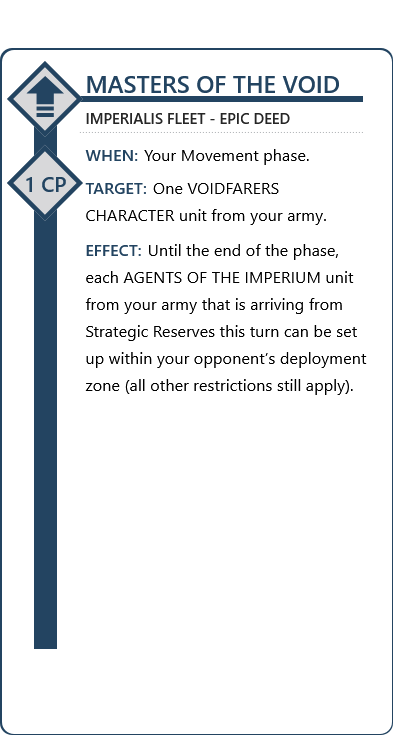 MASTERS OF THE VOID
IMPERIALIS FLEET - EPIC DEED
WHEN: Your Movement phase.
1 CP
TARGET: One VOIDFARERS
CHARACTER unit from your army.
EFFECT: Until the end of the phase,
each AGENTS OF THE IMPERIUM unit
from your army that is arriving from
Strategic Reserves this turn can be set
up within your opponent’s deployment
zone (all other restrictions still apply).